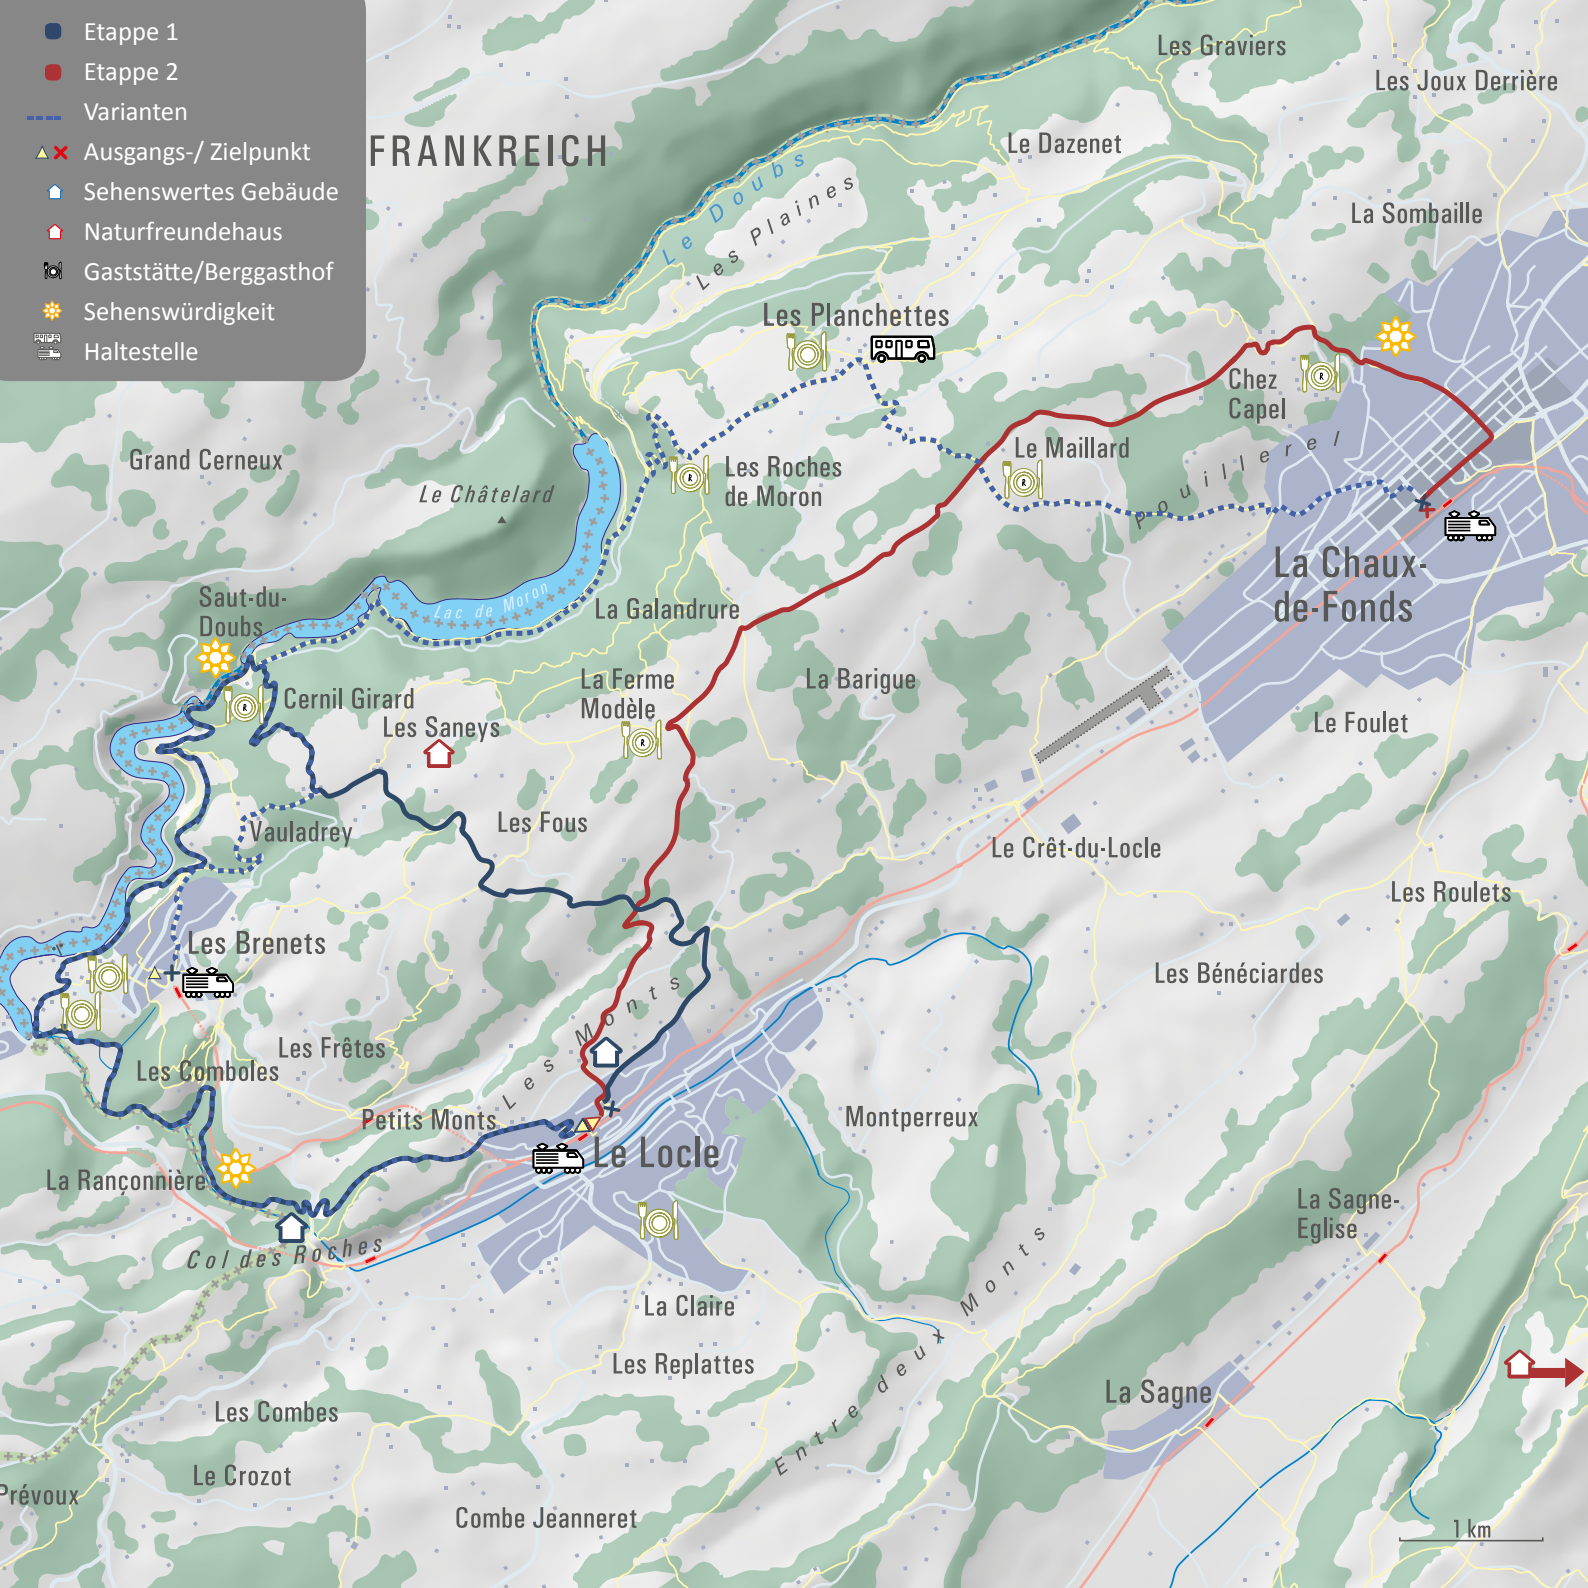 Etappe 1
Etappe 2
Varianten
Ausgangs-/ Zielpunkt
Sehenswertes Gebäude
Naturfreundehaus
Gaststätte/Berggasthof
Sehenswürdigkeit
Haltestelle
FRANKREICH
Les Graviers
Les Joux Derrière
Le Dazenet
Le Doubs
Les Plaines
La Sombaille
Les Planchettes
Chez
Capel
R
Le Maillard
R
Pouillerel
Grand Cerneux
Le Châtelard
Les Roches
de Moron
R
La Chaux-
de-Fonds
Saut-du-
Doubs
Lac de Moron
La Galandrure
Cernil Girard
R
Les Saneys
La Ferme
Modèle
R
La Barigue
Le Foulet
Vauladrey
Les Fous
Le Crêt-du-Locle
Les Roulets
Les Brenets
Les Bénéciardes
Les Monts
Les Frêtes
Les Comboles
Petits Monts
Montperreux
Le Locle
La Rançonnière
Col des Roches
La Sagne-
Eglise
La Claire
Entre deux Monts
Les Replattes
La Sagne
Les Combes
Le Crozot
Prévoux
Combe Jeanneret
1 km